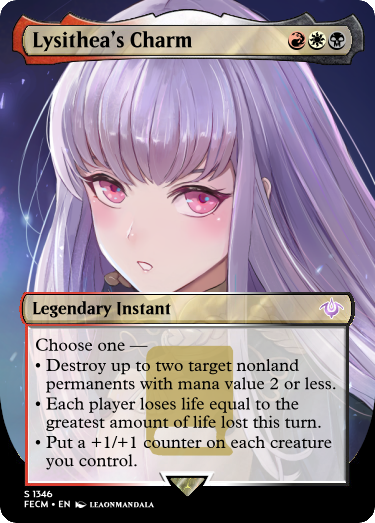 Lysithea's Charm
Legendary Instant
Choose one —
• Destroy up to two target nonland
permanents with mana value 2 or less.
• Each player loses life equal to the
greatest amount of life lost this turn.
• Put a +1/+1 counter on each creature
you control.
S 1346
FECM • EN LEAONMANDALA